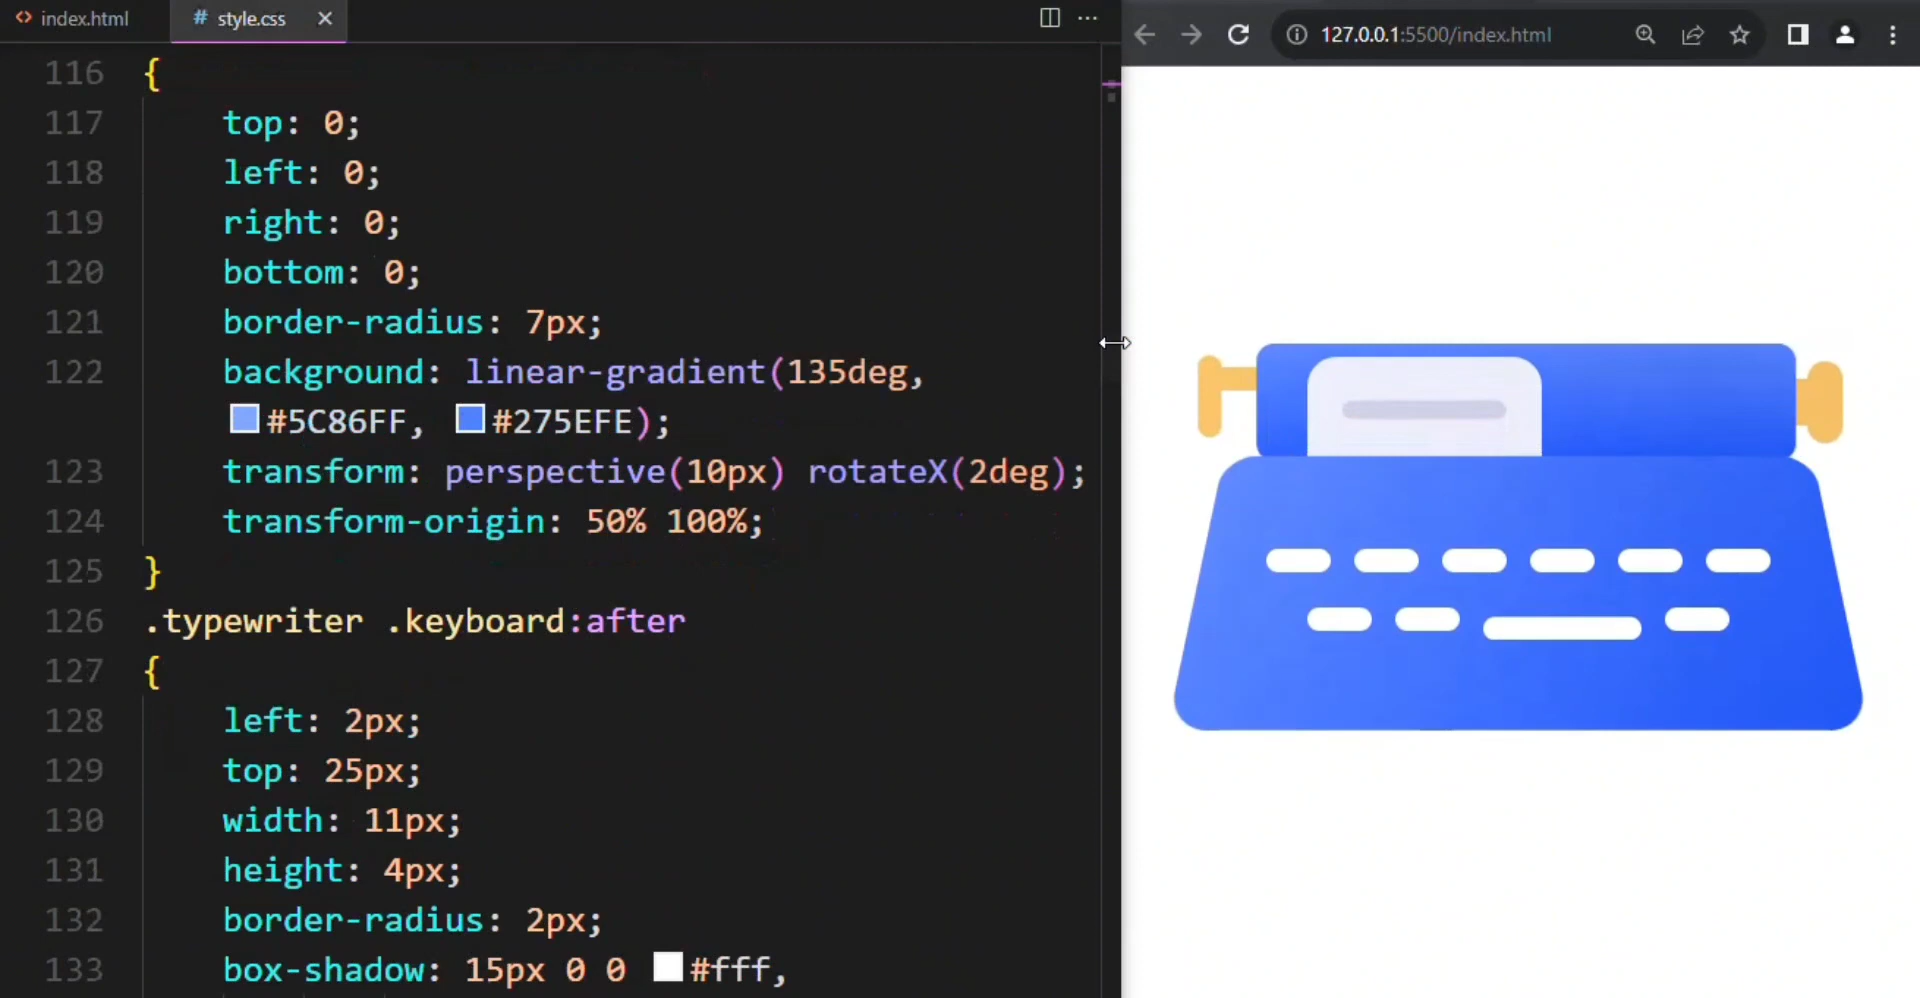 index.html
style.css
127.0.0.1:5500/index.html
116 {
117 top: 0;
118 left: 0;
119 right: 0;
120 bottom: 0;
121 border-radius: 7px;
122 background: linear-gradient(135deg,
#5C86FF, #275EFE);
123 transform: perspective(10px) rotateX(2deg);
124 transform-origin: 50% 100%;
125 }
126 .typewriter .keyboard:after
127 {
128 left: 2px;
129 top: 25px;
130 width: 11px;
131 height: 4px;
132 border-radius: 2px;
133 box-shadow: 15px 0 0 #fff,